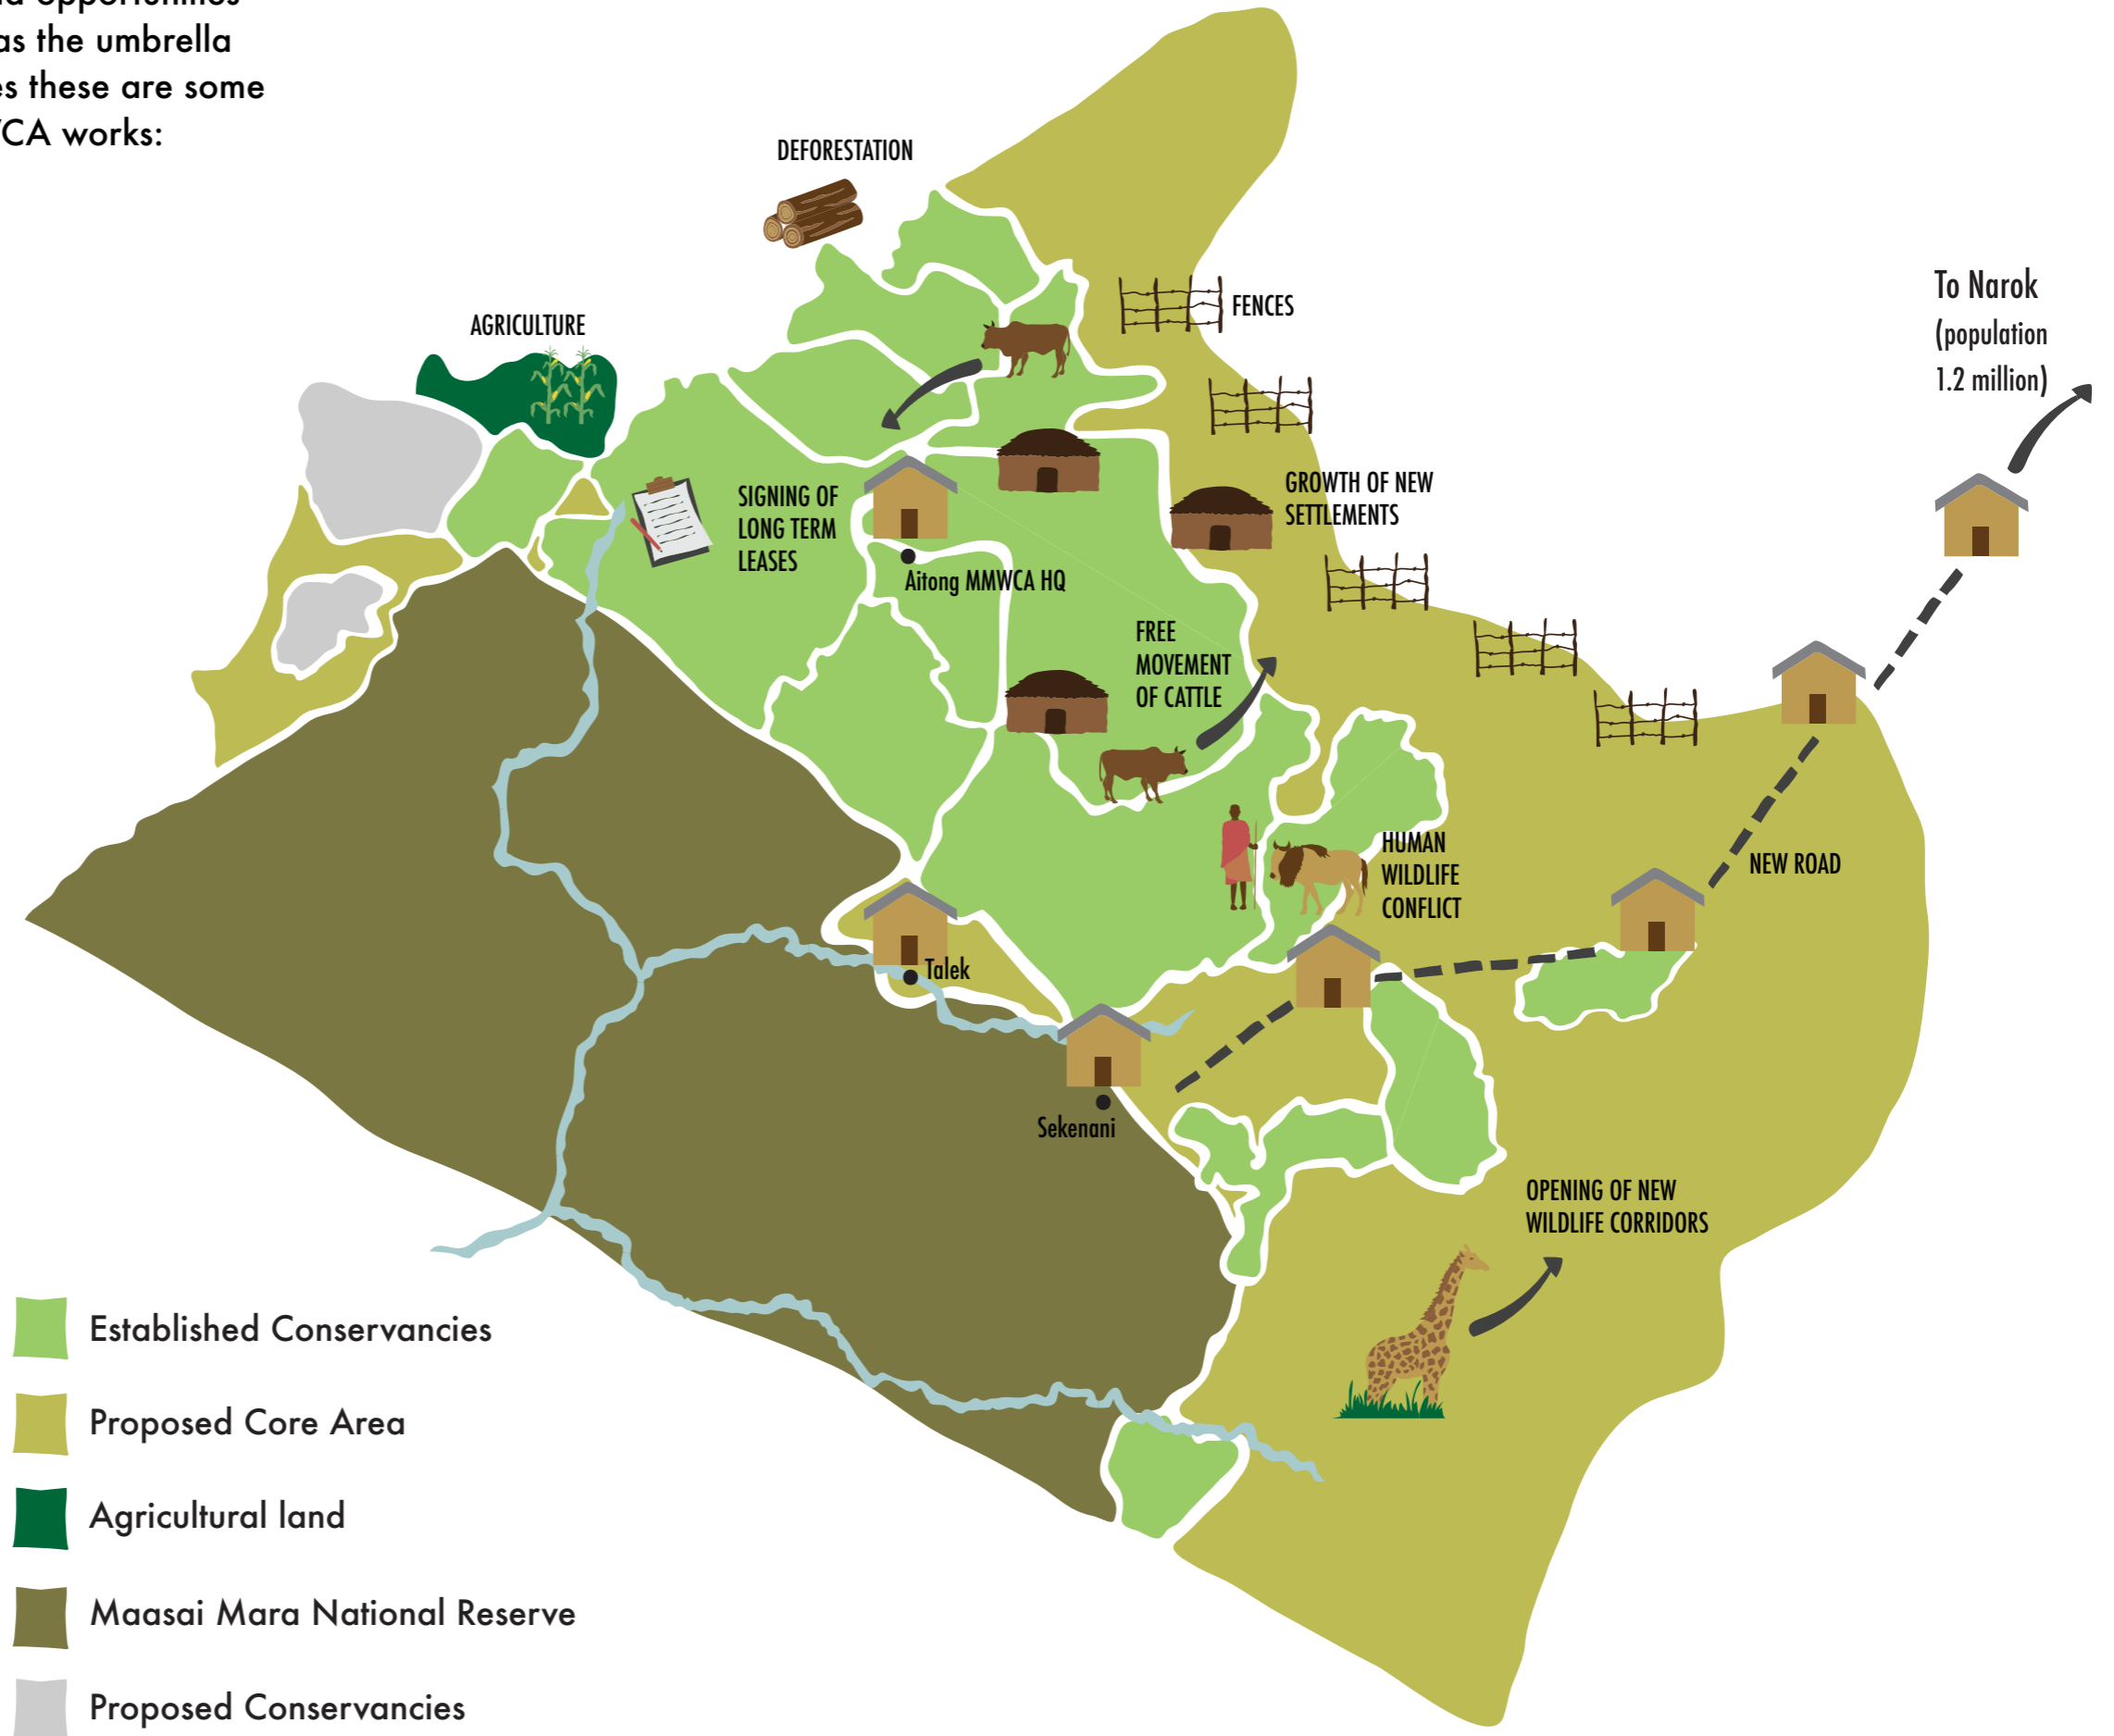 as the umbrella
these are some
works:
DEFORESTATION
AGRICULTURE
FENCES
To Narok
(population
1.2 million)
GROWTH OF NEW
SETTLEMENTS
SIGNING OF
LONG TERM
LEASES
Aitong MMWCA HQ
FREE
MOVEMENT
OF CATTLE
HUMAN
WILDLIFE
CONFLICT
NEW ROAD
Talek
Sekenani
OPENING OF NEW
WILDLIFE CORRIDORS
Established Conservancies
Proposed Core Area
Agricultural land
Maasai Mara National Reserve
Proposed Conservancies